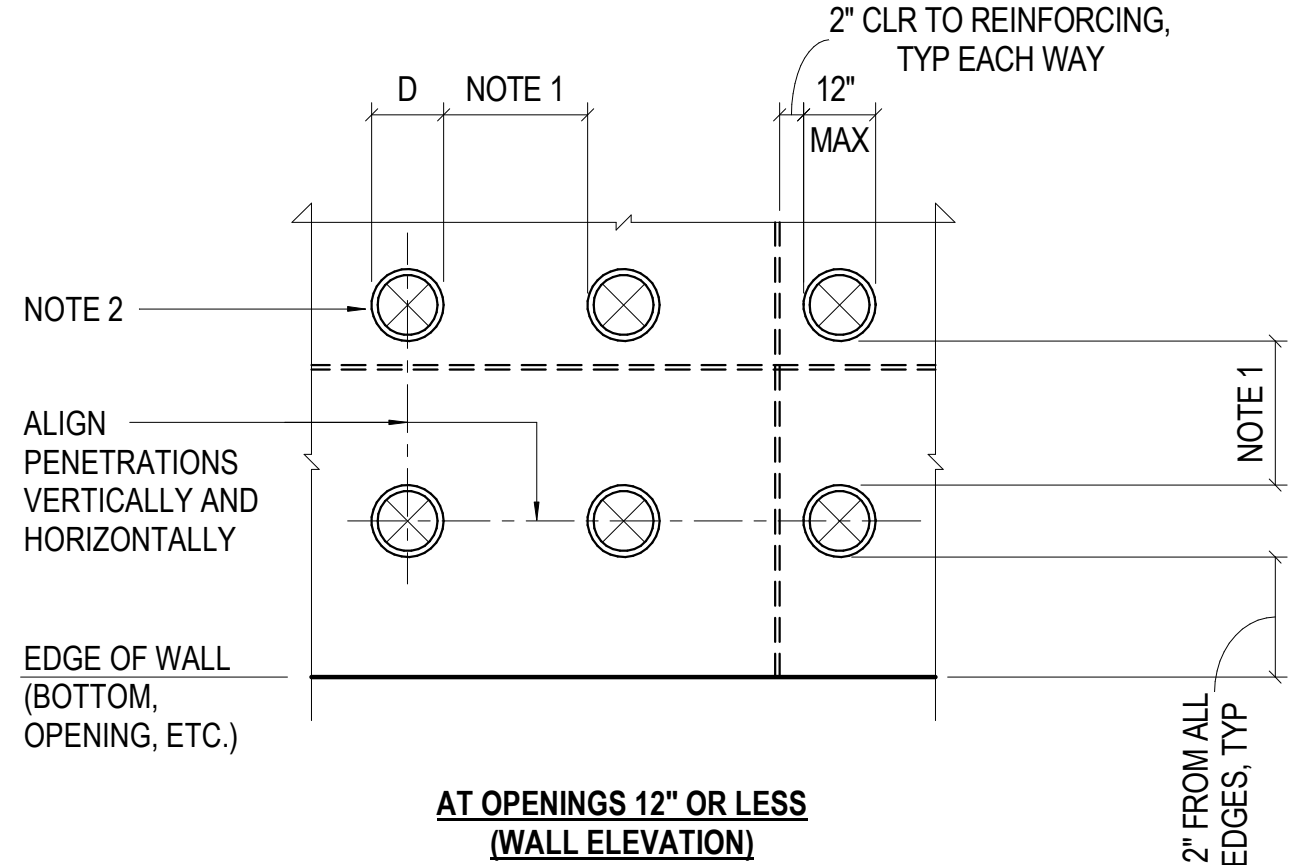 2" CLR TO REINFORCING,
TYP EACH WAY
D
NOTE 1
12"
MAX
NOTE 2
NOTE 1
ALIGN
PENETRATIONS
VERTICALLY AND
HORIZONTALLY
EDGE OF WALL
(BOTTOM,
OPENING, ETC.)
2" FROM ALL
EDGES, TYP
AT OPENINGS 12" OR LESS
(WALL ELEVATION)